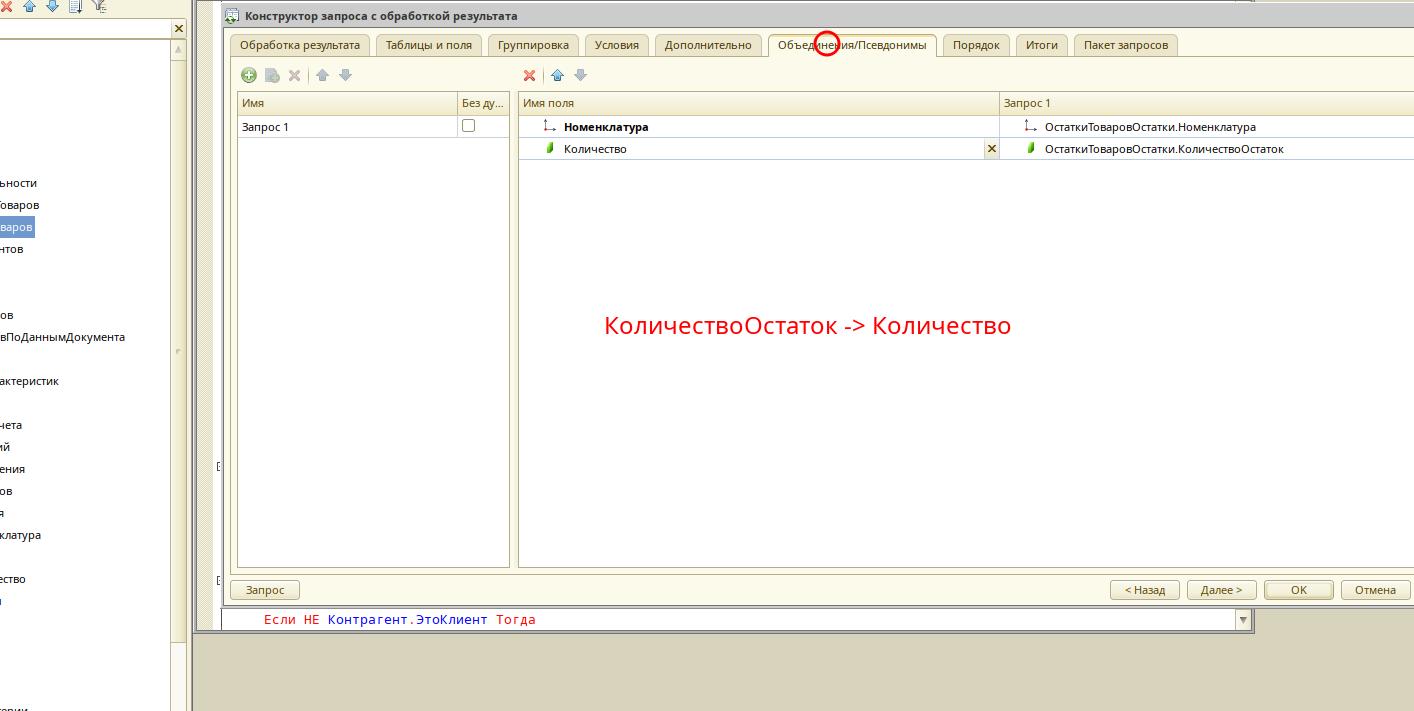 Конструктор запроса с обработкой результата
Обработка результата
Таблицы и поля
Группировка
Условия
Дополнительно
Объединения/Псевдонимы
Порядок
Итоги
Пакет запросов
Имя
Без ду...
Запрос 1
Имя поля
Запрос 1
Номенклатура
ОстаткиТоваровОстатки.Номенклатура
Количество
ОстаткиТоваровОстатки.КоличествоОстаток
КоличествоОстаток -> Количество
ьности
Товаров
варов
нтов
ов
вПоДаннымДокумента
актеристик
чета
ий
ения
ов
я
клатура
ество
Запрос
< Назад
Далее >
OK
Отмена
Если НЕ Контрагент.ЭтоКлиент Тогда